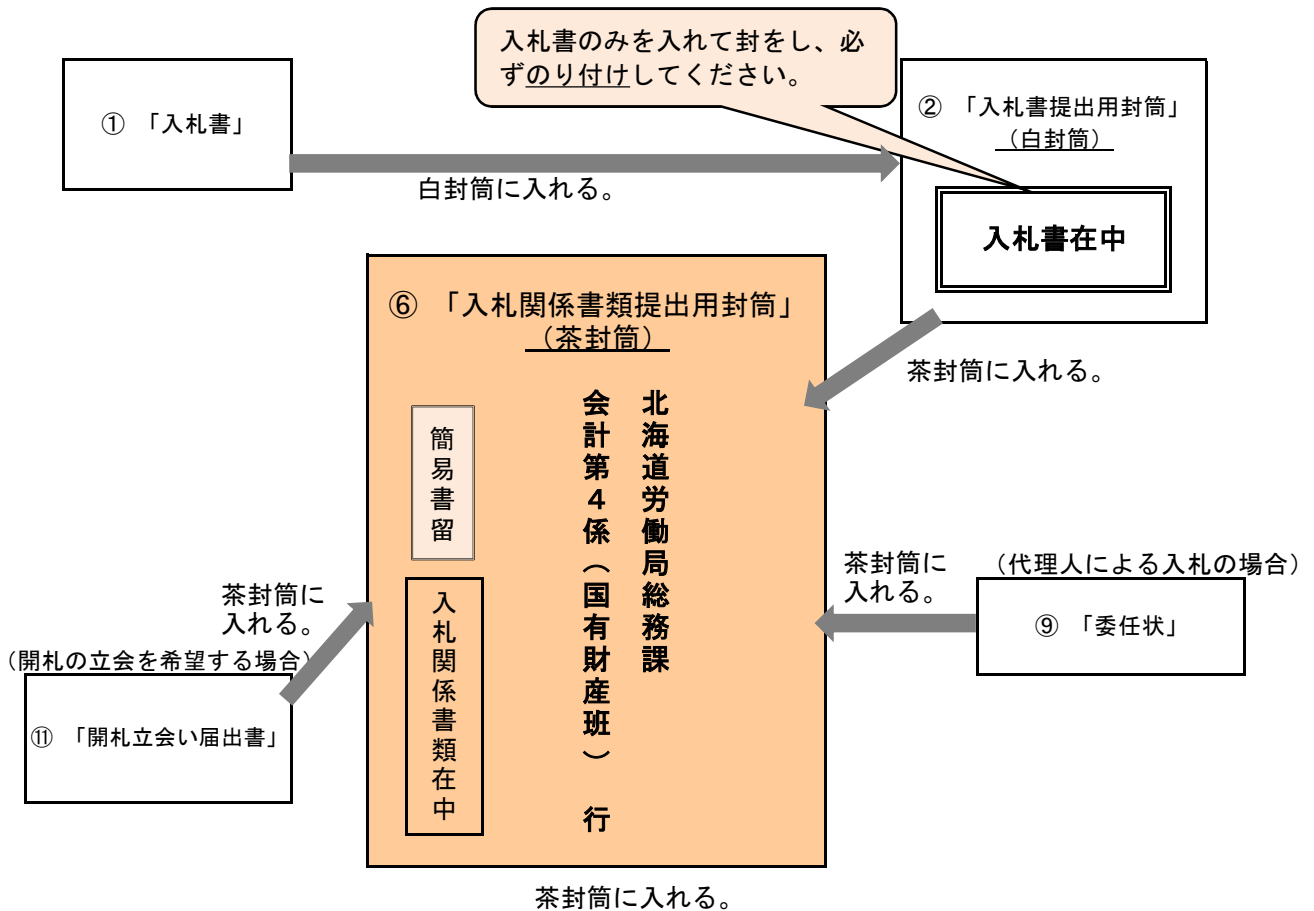 入札書のみを入れて封をし、必
ずのり付けしてください。
① 「入札書」
白封筒に入れる。
② 「入札書提出用封筒」
（白封筒）
入札書在中
茶封筒に入れる。
⑥ 「入札関係書類提出用封筒」
（茶封筒）
北海道労働局総務課
会計第４係（国有財産班） 行
簡易書留
入札関係書類在中
茶封筒に
入れる。
（代理人による入札の場合）
⑨ 「委任状」
茶封筒に
入れる。
（開札の立会を希望する場合）
⑪ 「開札立会い届出書」
茶封筒に入れる。